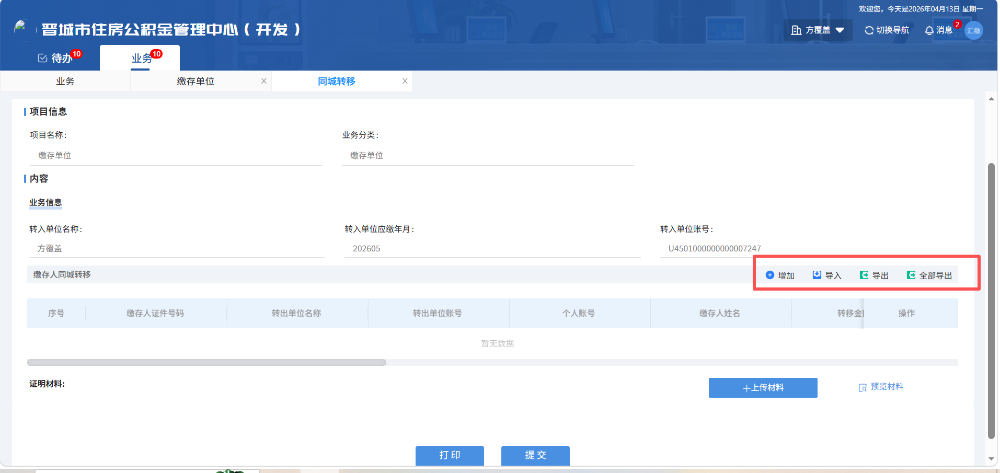 欢迎您，今天是2026年04月13日 星期一
晋城市住房公积金管理中心（开发）
方覆盖 切换导航 消息 2 汇缴
待办 10 业务 10
业务 缴存单位 X 同城转移 X
项目信息
项目名称： 业务分类：
缴存单位 缴存单位
内容
业务信息
转入单位名称： 转入单位应缴年月： 转入单位账号：
方覆盖 202605 U4501000000000007247
缴存人同城转移 增加 导入 导出 全部导出
序号 缴存人证件号码 转出单位名称 转出单位账号 个人账号 缴存人姓名 转移金 操作
暂无数据
证明材料: ＋上传材料 预览材料
打印 提交